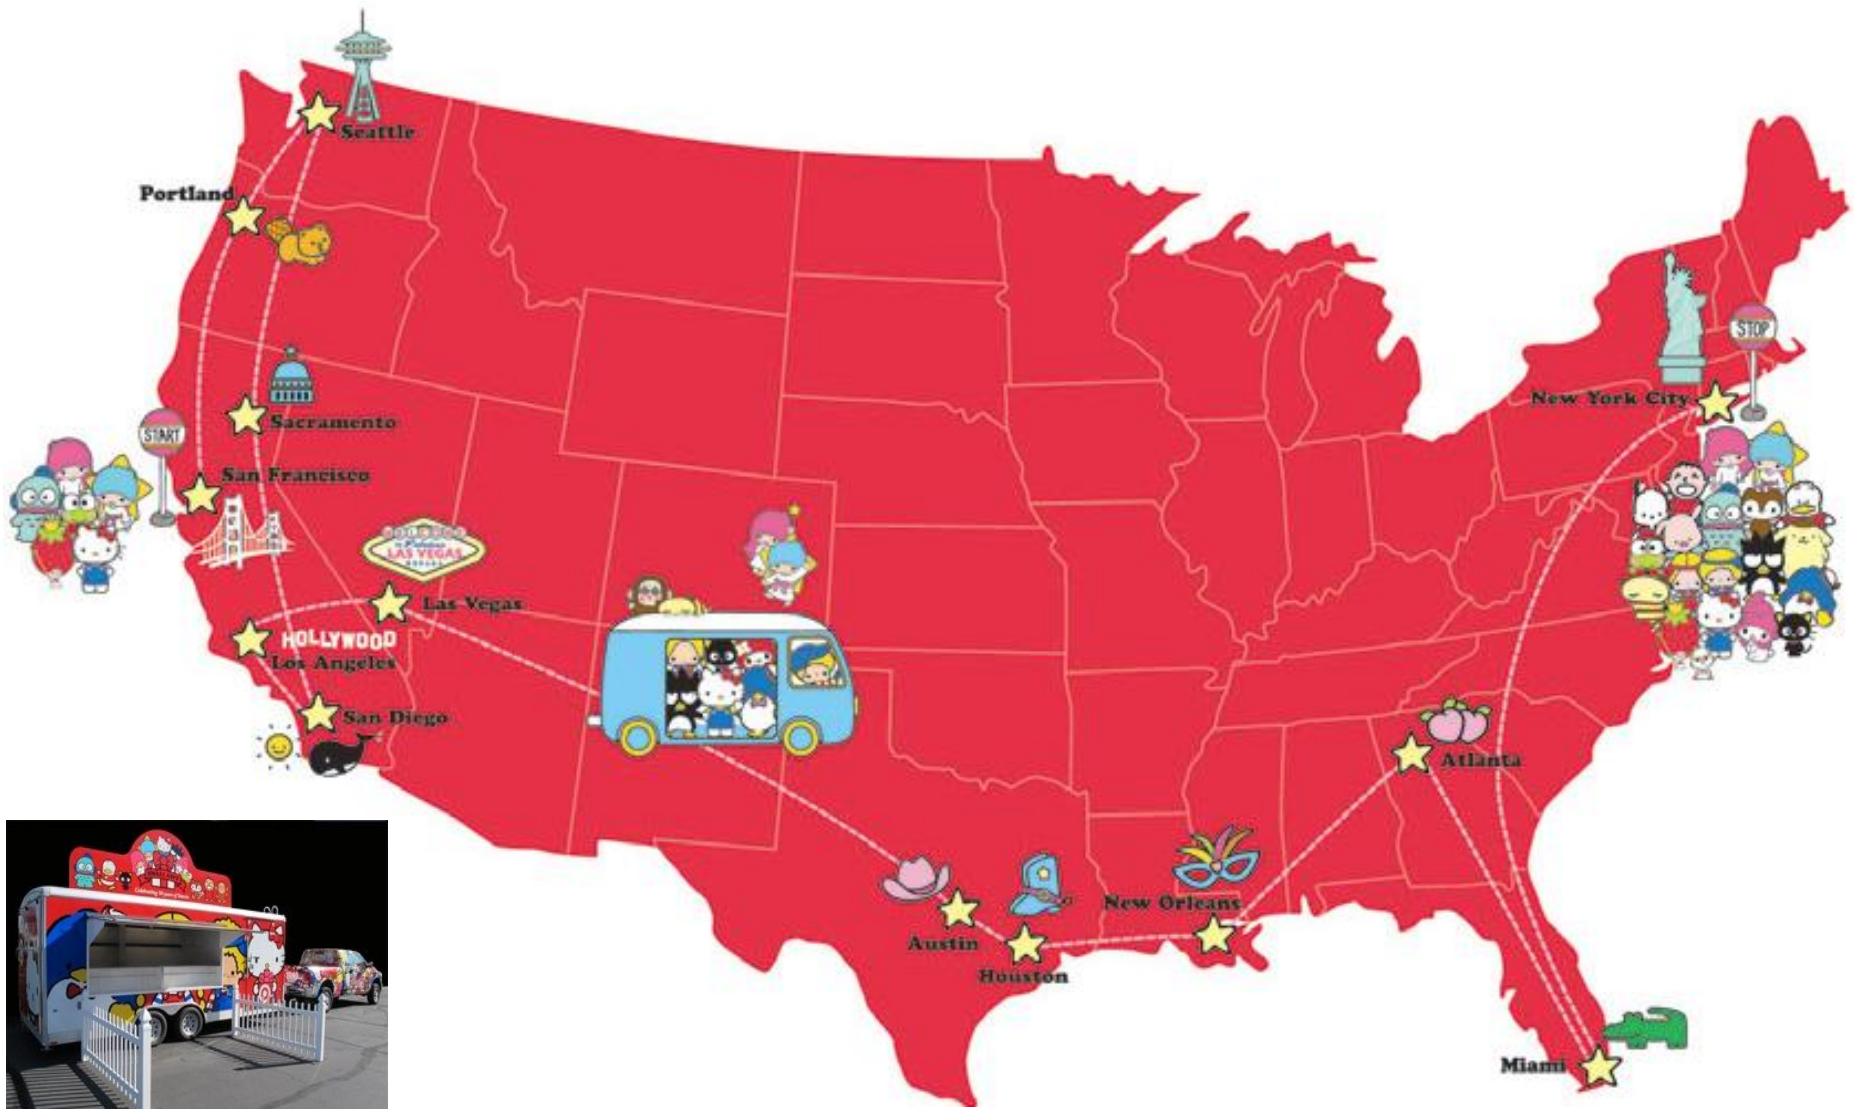 Seattle
Portland
Sacramento
START
San Francisco
LAS VEGAS
Las Vegas
HOLLYWOOD
Los Angeles
San Diego
STOP
New York City
Atlanta
New Orleans
Austin
Houston
Miami